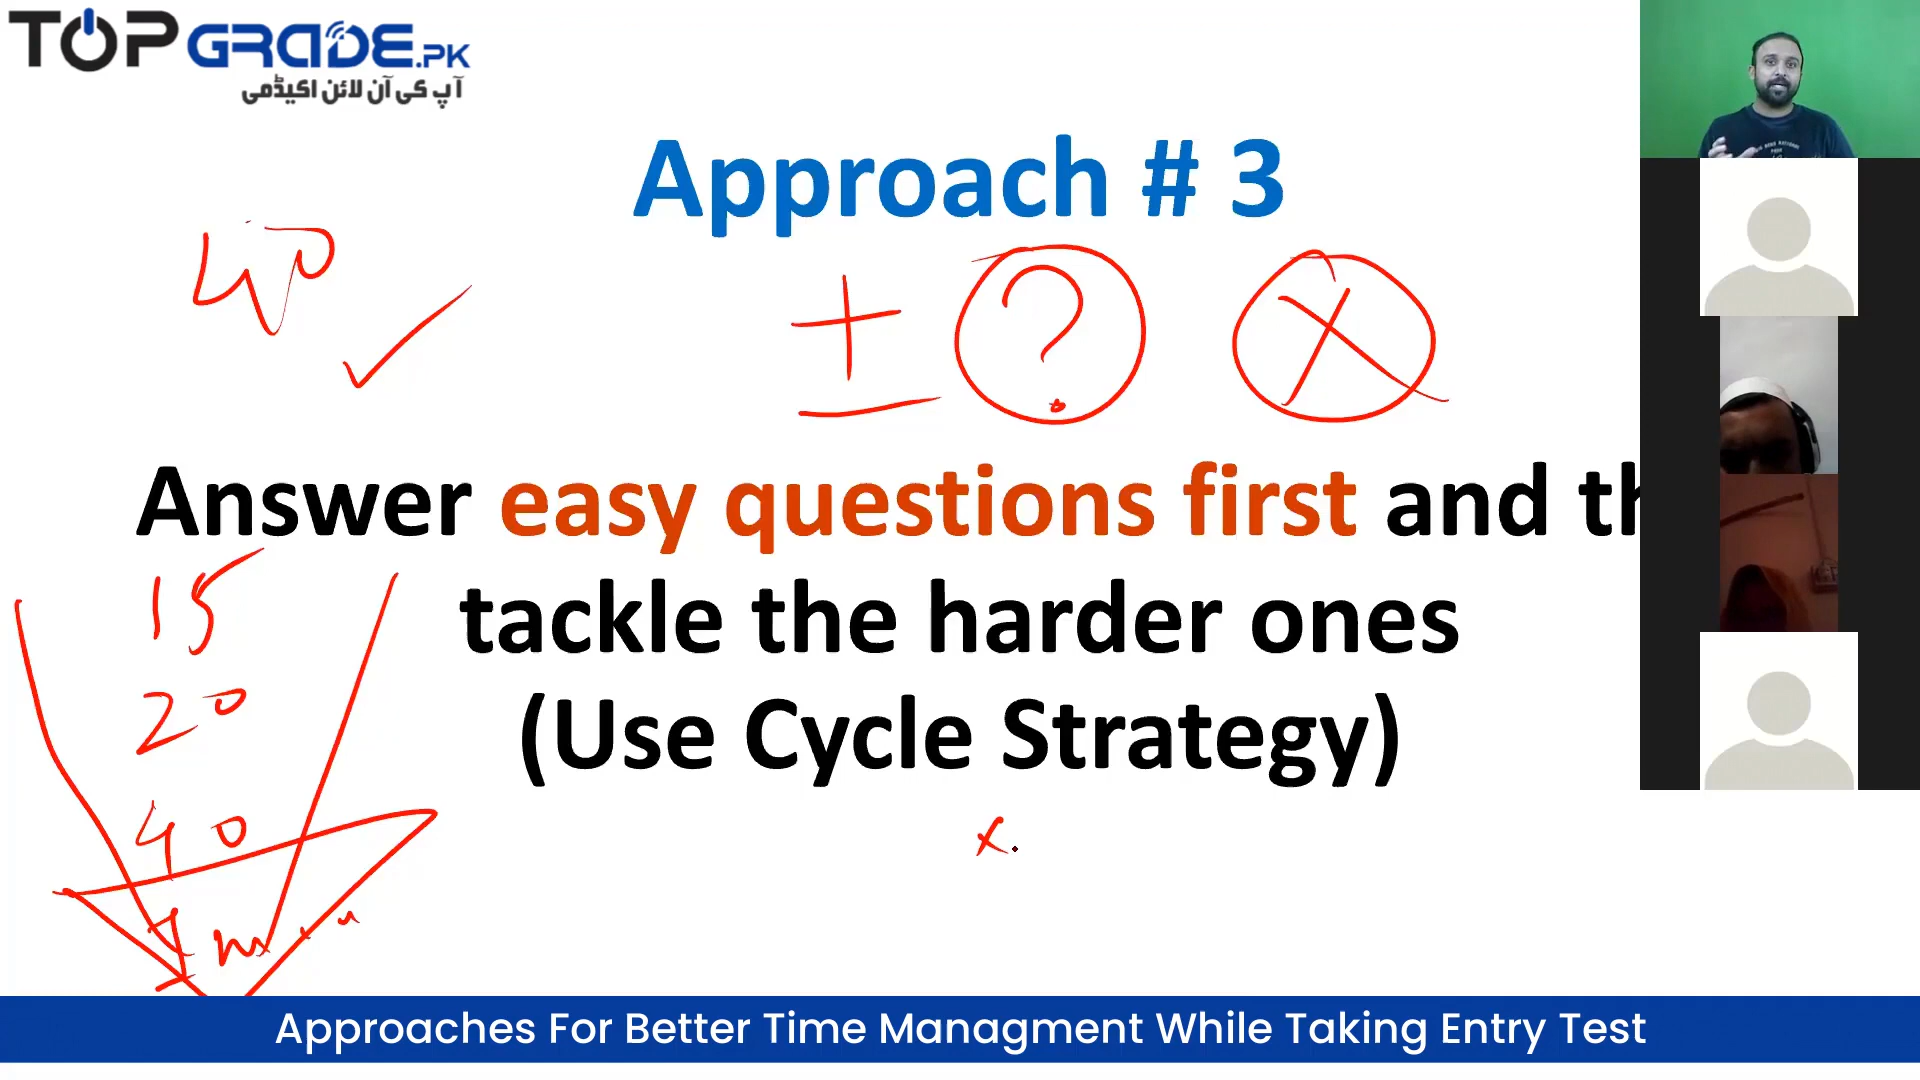 TOPGRADE.PK
آپ کی آن لائن اکیڈمی
Approach # 3
40
± ? X
Answer easy questions first and th
tackle the harder ones
(Use Cycle Strategy)
15
20
40
x.
Approaches For Better Time Managment While Taking Entry Test